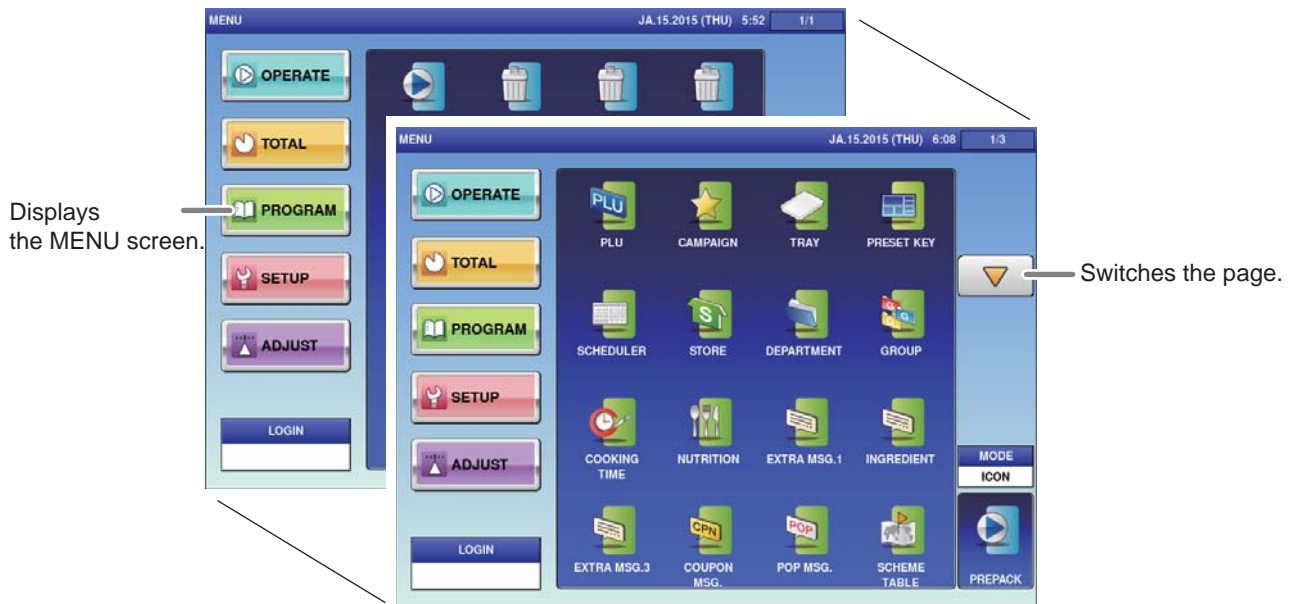 MENU JA.15.2015 (THU) 5:52 1/1
OPERATE
TOTAL
PROGRAM
SETUP
ADJUST
LOGIN
Displays
the MENU screen.
MENU JA.15.2015 (THU) 6:08 1/3
OPERATE
TOTAL
PROGRAM
SETUP
ADJUST
LOGIN
PLU
PLU CAMPAIGN TRAY PRESET KEY
S G G G
SCHEDULER STORE DEPARTMENT GROUP
COOKING NUTRITION EXTRA MSG.1 INGREDIENT
TIME
CPN POP
EXTRA MSG.3 COUPON POP MSG. SCHEME
MSG. TABLE
MODE
ICON
PREPACK
Switches the page.